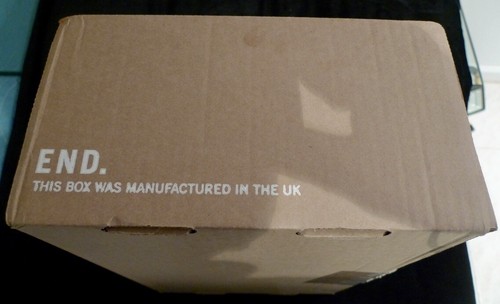 END.
THIS BOX WAS MANUFACTURED IN THE UK